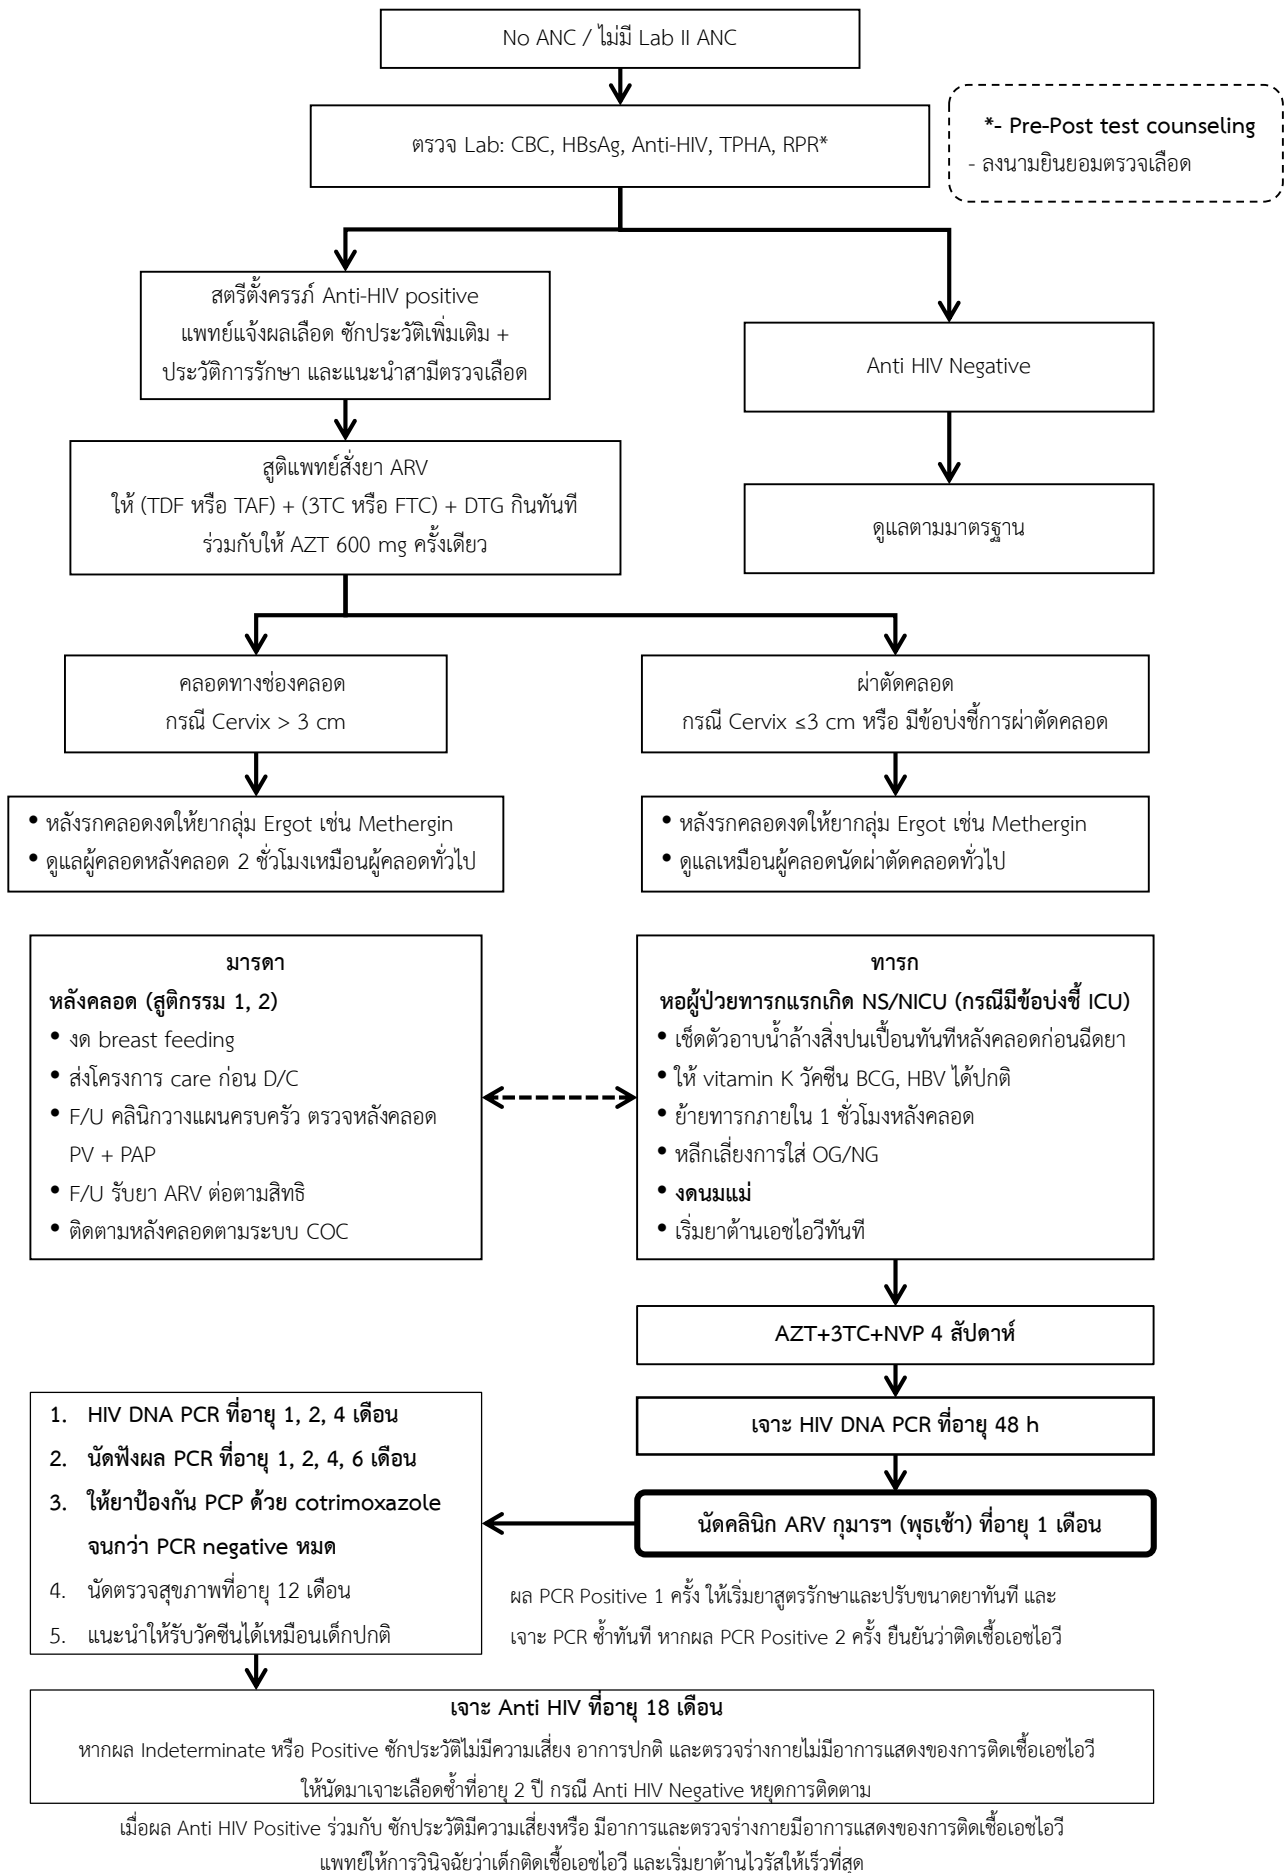 No ANC / ไม่มี Lab II ANC
ตรวจ Lab: CBC, HBsAg, Anti-HIV, TPHA, RPR*
*- Pre-Post test counseling
- ลงนามยินยอมตรวจเลือด
สตรีตั้งครรภ์ Anti-HIV positive
แพทย์แจ้งผลเลือด ซักประวัติเพิ่มเติม +
ประวัติการรักษา และแนะนำสามีตรวจเลือด
Anti HIV Negative
สูติแพทย์สั่งยา ARV
ให้ (TDF หรือ TAF) + (3TC หรือ FTC) + DTG กินทันที
ร่วมกับให้ AZT 600 mg ครั้งเดียว
ดูแลตามมาตรฐาน
คลอดทางช่องคลอด
กรณี Cervix > 3 cm
ผ่าตัดคลอด
กรณี Cervix ≤3 cm หรือ มีข้อบ่งชี้การผ่าตัดคลอด
• หลังรกคลอดงดให้ยากลุ่ม Ergot เช่น Methergin
• ดูแลผู้คลอดหลังคลอด 2 ชั่วโมงเหมือนผู้คลอดทั่วไป
• หลังรกคลอดงดให้ยากลุ่ม Ergot เช่น Methergin
• ดูแลเหมือนผู้คลอดนัดผ่าตัดคลอดทั่วไป
มารดา
หลังคลอด (สูติกรรม 1, 2)
• งด breast feeding
• ส่งโครงการ care ก่อน D/C
• F/U คลินิกวางแผนครบครัว ตรวจหลังคลอด
PV + PAP
• F/U รับยา ARV ต่อตามสิทธิ
• ติดตามหลังคลอดตามระบบ COC
ทารก
หอผู้ป่วยทารกแรกเกิด NS/NICU (กรณีมีข้อบ่งชี้ ICU)
• เช็ดตัวอาบน้ำล้างสิ่งปนเปื้อนทันทีหลังคลอดก่อนฉีดยา
• ให้ vitamin K วัคซีน BCG, HBV ได้ปกติ
• ย้ายทารกภายใน 1 ชั่วโมงหลังคลอด
• หลีกเลี่ยงการใส่ OG/NG
• งดนมแม่
• เริ่มยาต้านเอชไอวีทันที
AZT+3TC+NVP 4 สัปดาห์
เจาะ HIV DNA PCR ที่อายุ 48 h
นัดคลินิก ARV กุมารฯ (พุธเช้า) ที่อายุ 1 เดือน
1. HIV DNA PCR ที่อายุ 1, 2, 4 เดือน
2. นัดฟังผล PCR ที่อายุ 1, 2, 4, 6 เดือน
3. ให้ยาป้องกัน PCP ด้วย cotrimoxazole
จนกว่า PCR negative หมด
4. นัดตรวจสุขภาพที่อายุ 12 เดือน
5. แนะนำให้รับวัคซีนได้เหมือนเด็กปกติ
ผล PCR Positive 1 ครั้ง ให้เริ่มยาสูตรรักษาและปรับขนาดยาทันที และ
เจาะ PCR ซ้ำทันที หากผล PCR Positive 2 ครั้ง ยืนยันว่าติดเชื้อเอชไอวี
เจาะ Anti HIV ที่อายุ 18 เดือน
หากผล Indeterminate หรือ Positive ซักประวัติไม่มีความเสี่ยง อาการปกติ และตรวจร่างกายไม่มีอาการแสดงของการติดเชื้อเอชไอวี
ให้นัดมาเจาะเลือดซ้ำที่อายุ 2 ปี กรณี Anti HIV Negative หยุดการติดตาม
เมื่อผล Anti HIV Positive ร่วมกับ ซักประวัติมีความเสี่ยงหรือ มีอาการและตรวจร่างกายมีอาการแสดงของการติดเชื้อเอชไอวี
แพทย์ให้การวินิจฉัยว่าเด็กติดเชื้อเอชไอวี และเริ่มยาต้านไวรัสให้เร็วที่สุด